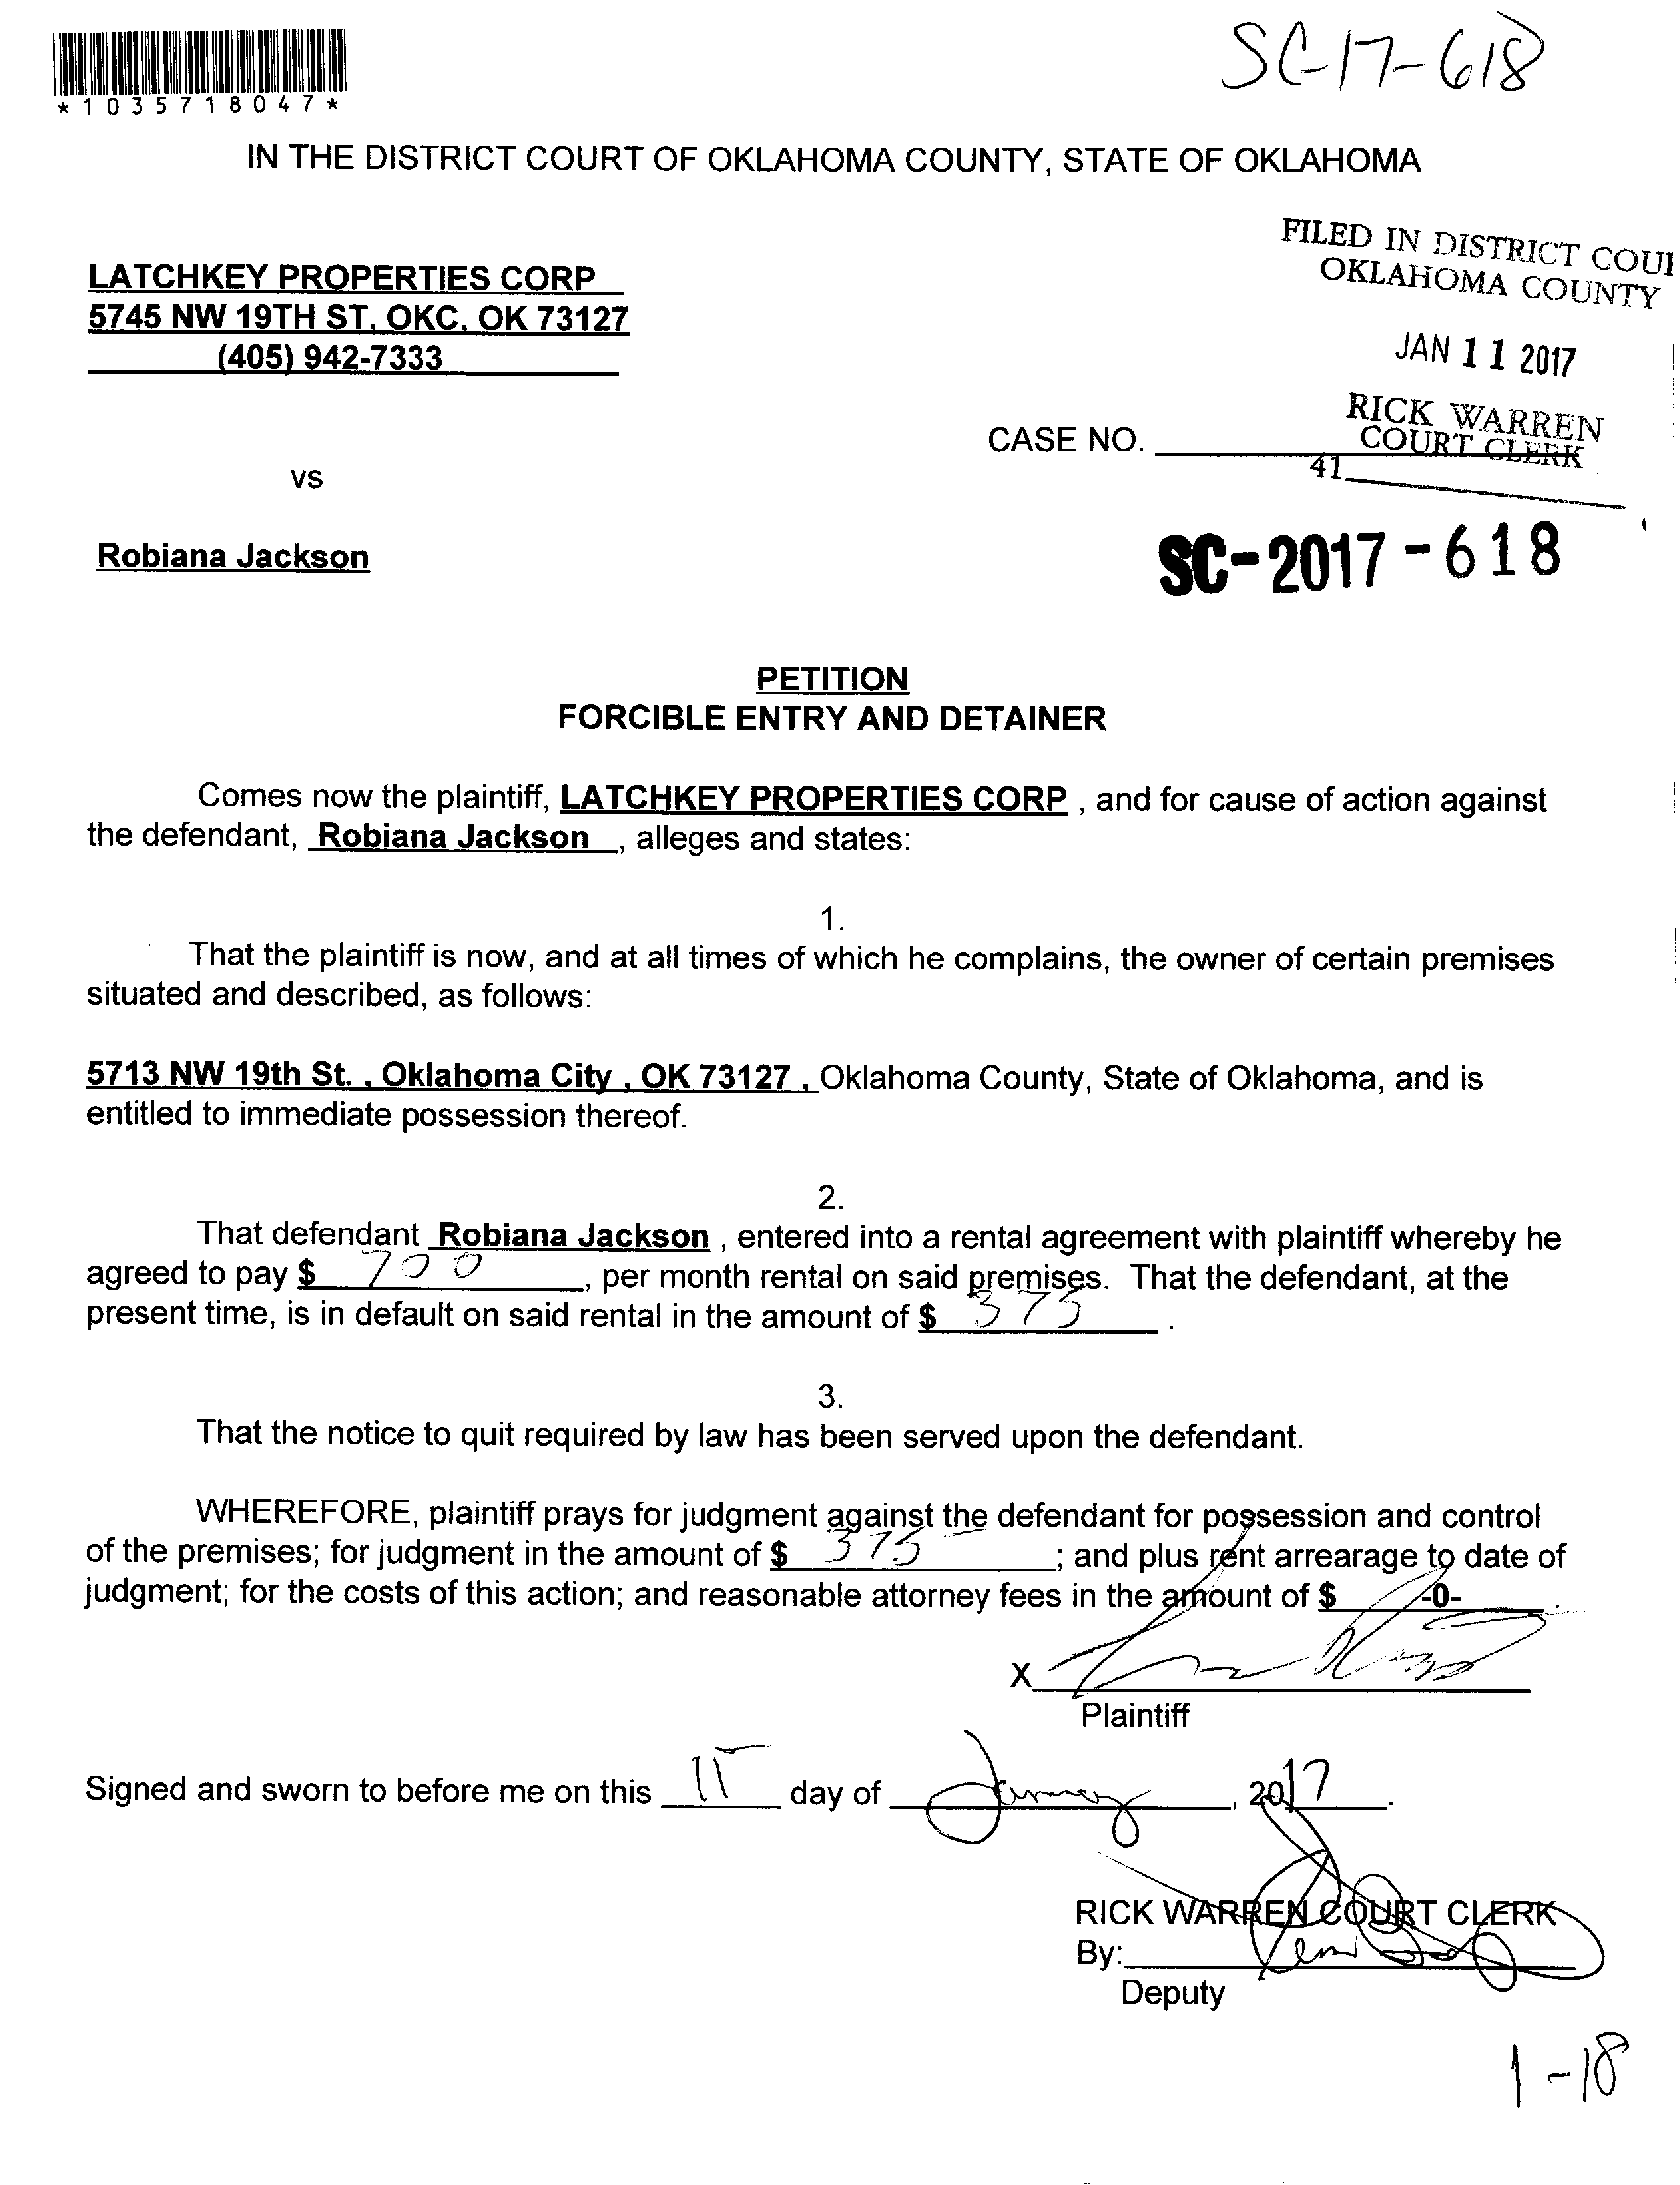 SC-17-618
*1035718047*
IN THE DISTRICT COURT OF OKLAHOMA COUNTY, STATE OF OKLAHOMA
FILED IN DISTRICT COU
OKLAHOMA COUNTY
LATCHKEY PROPERTIES CORP
5745 NW 19TH ST, OKC, OK 73127
(405) 942-7333
JAN 11 2017
RICK WARREN
COURT CLERK
CASE NO.
41
vs
Robiana Jackson
SC-2017-618
PETITION
FORCIBLE ENTRY AND DETAINER
Comes now the plaintiff, LATCHKEY PROPERTIES CORP , and for cause of action against
the defendant, Robiana Jackson , alleges and states:
1.
That the plaintiff is now, and at all times of which he complains, the owner of certain premises
situated and described, as follows:
5713 NW 19th St. , Oklahoma City , OK 73127 , Oklahoma County, State of Oklahoma, and is
entitled to immediate possession thereof.
2.
That defendant Robiana Jackson , entered into a rental agreement with plaintiff whereby he
agreed to pay $ 700 , per month rental on said premises. That the defendant, at the
present time, is in default on said rental in the amount of $ 375 .
3.
That the notice to quit required by law has been served upon the defendant.
WHEREFORE, plaintiff prays for judgment against the defendant for possession and control
of the premises; for judgment in the amount of $ 375 ; and plus rent arrearage to date of
judgment; for the costs of this action; and reasonable attorney fees in the amount of $ -0- .
X
Plaintiff
Signed and sworn to before me on this 11 day of January, 2017.
RICK WARREN COURT CLERK
By:
Deputy
1-18